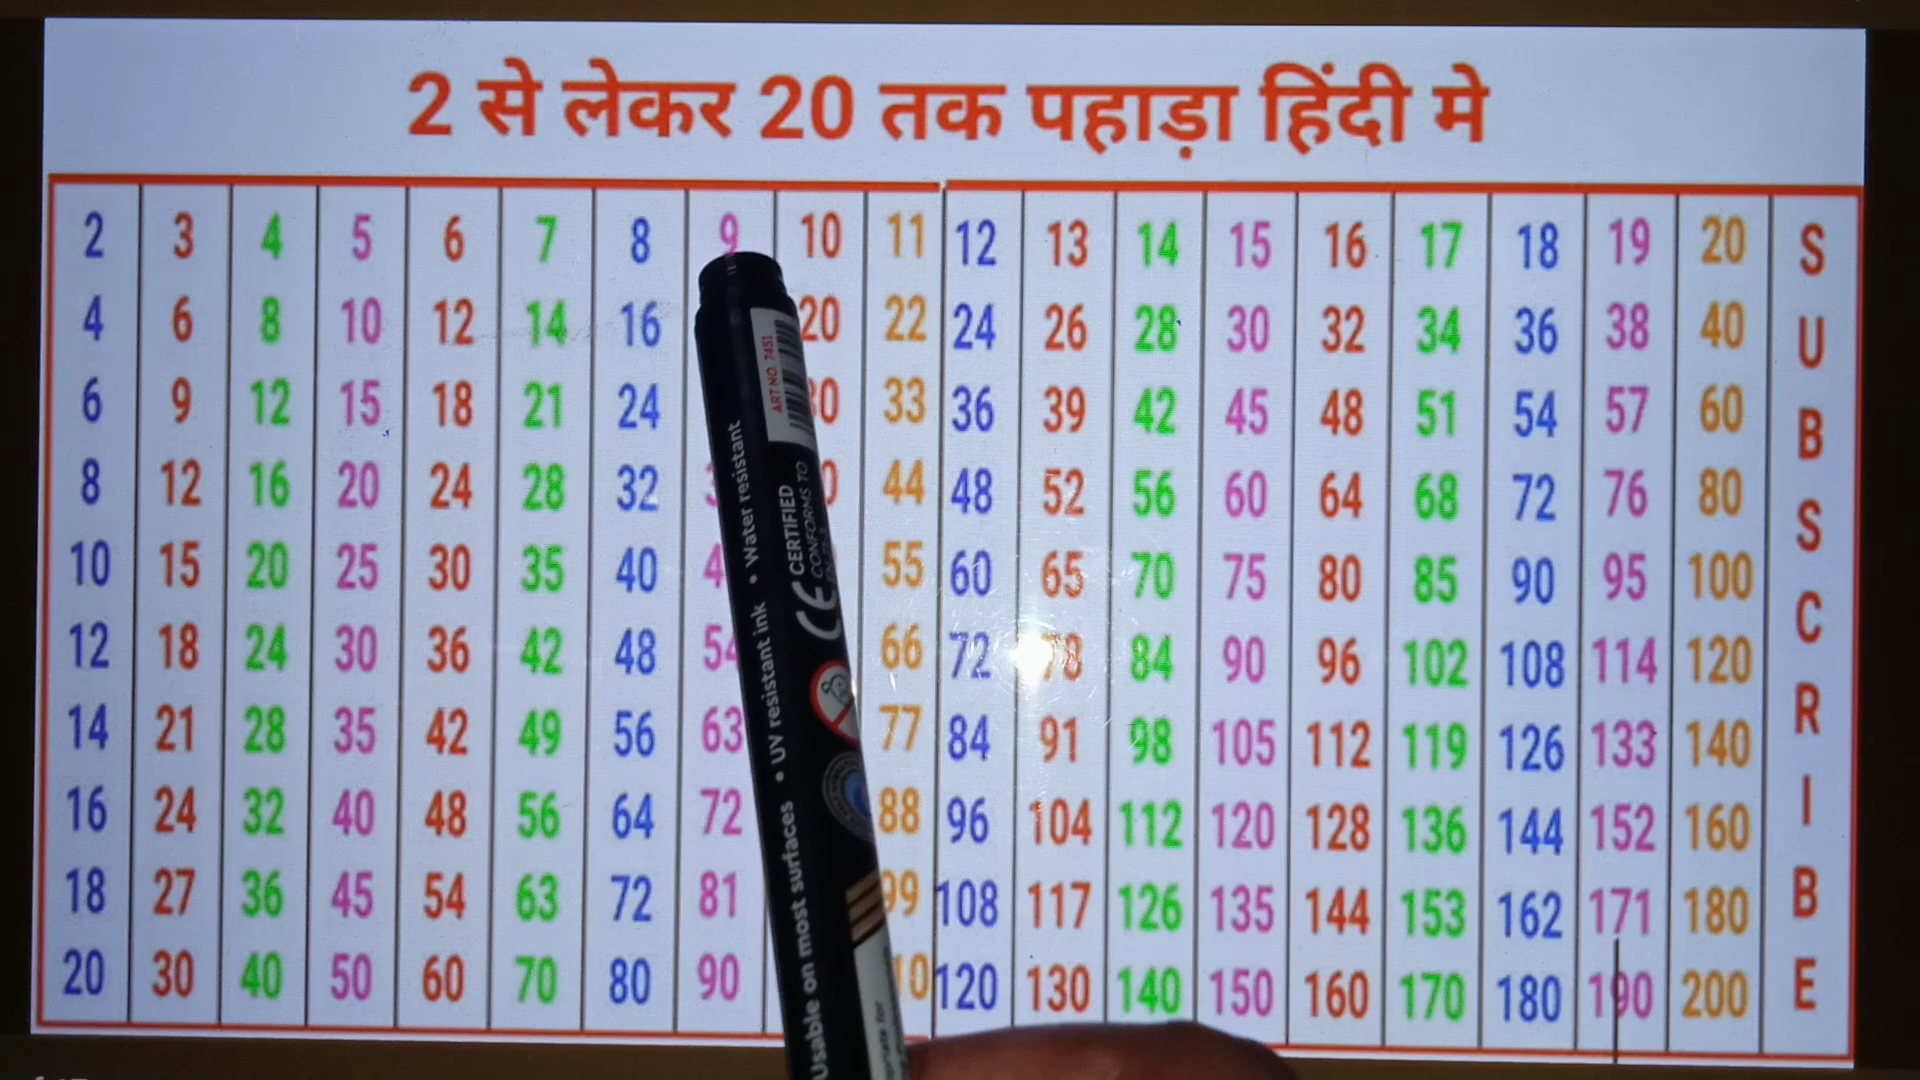 2 से लेकर 20 तक पहाड़ा हिंदी मे
2 3 4 5 6 7 8 9 10 11 12 13 14 15 16 17 18 19 20 S
4 6 8 10 12 14 16 20 22 24 26 28 30 32 34 36 38 40 U
6 9 12 15 18 21 24 33 36 39 42 45 48 51 54 57 60 B
8 12 16 20 24 28 32 44 48 52 56 60 64 68 72 76 80 S
10 15 20 25 30 35 40 55 60 65 70 75 80 85 90 95 100 C
12 18 24 30 36 42 48 54 66 72 78 84 90 96 102 108 114 120
14 21 28 35 42 49 56 63 77 84 91 98 105 112 119 126 133 140 R
16 24 32 40 48 56 64 72 88 96 104 112 120 128 136 144 152 160 I
18 27 36 45 54 63 72 81 99 108 117 126 135 144 153 162 171 180 B
20 30 40 50 60 70 80 90 120 130 140 150 160 170 180 190 200 E
ART NO. 7451
Usable on most surfaces • UV resistant ink • Water resistant
CE CERTIFIED
CONFORMS TO